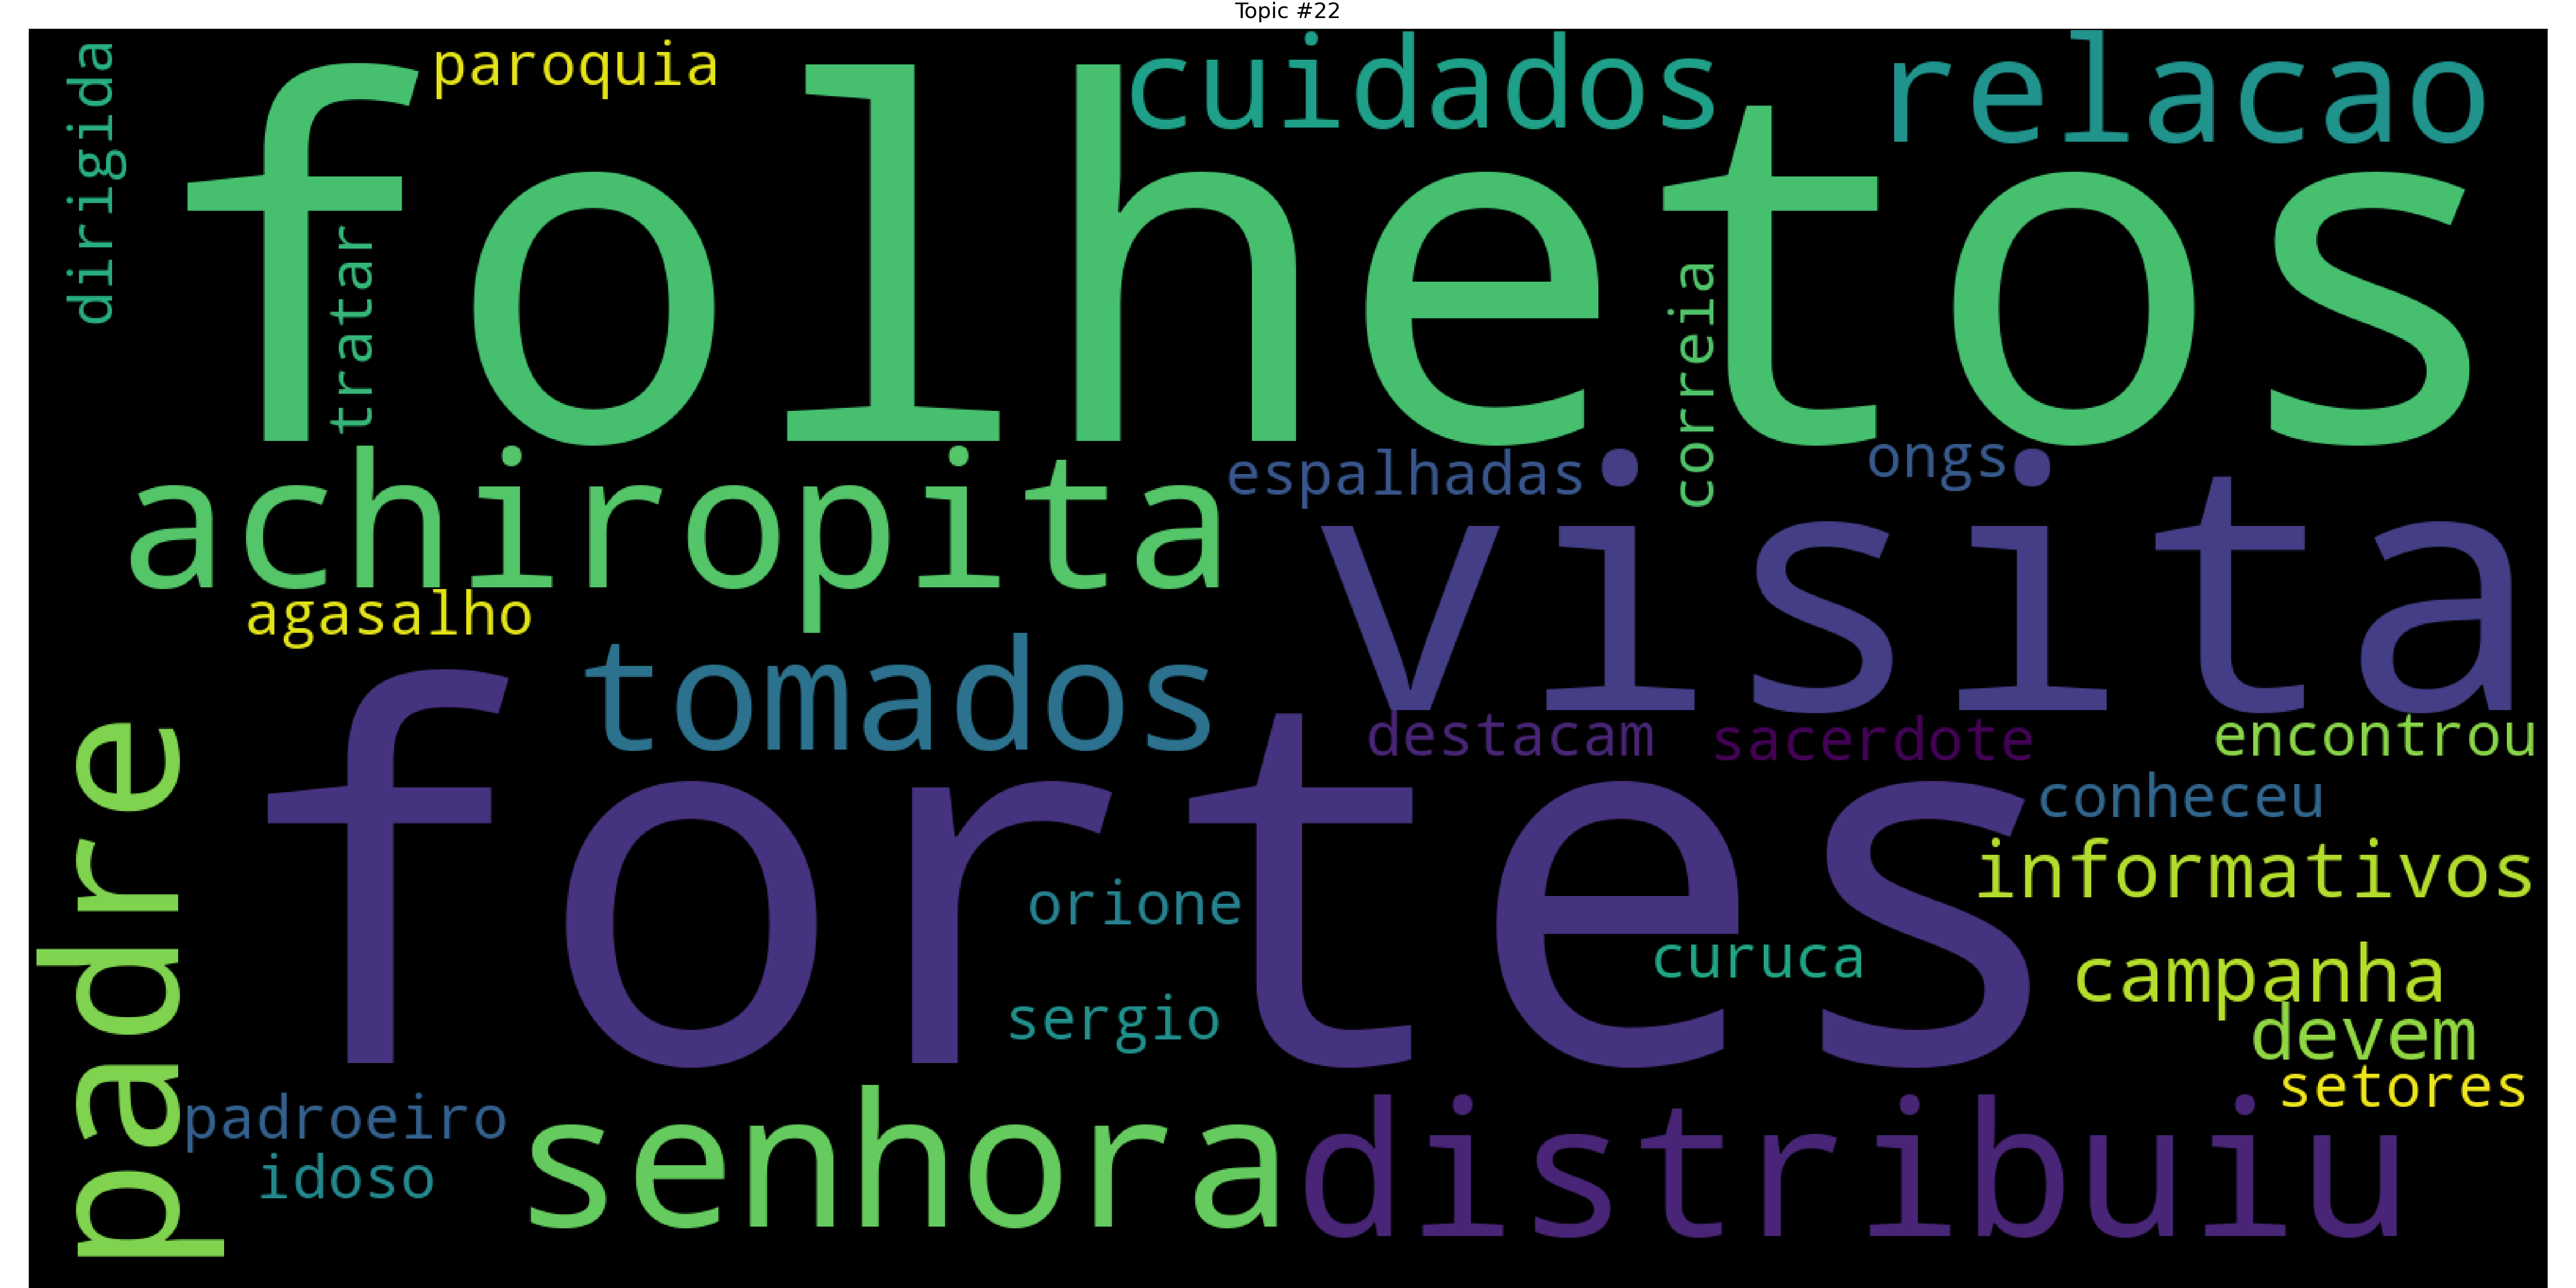 Topic #22
dirigida
paroquia
cuidados
relacao
folhetos
tratar
correia
achiropita
espalhadas
ongs
visita
agasalho
tomados
destacam
sacerdote
encontrou
padre
fortes
conheceu
informativos
orione
curuca
campanha
sergio
devem
setores
padroeiro
idoso
senhora
distribuiu